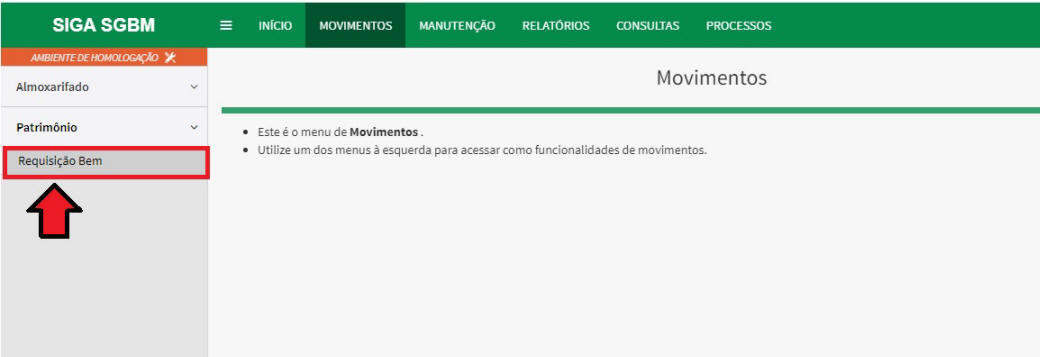 SIGA SGBM
INÍCIO MOVIMENTOS MANUTENÇÃO RELATÓRIOS CONSULTAS PROCESSOS
AMBIENTE DE HOMOLOGAÇÃO
Almoxarifado
Patrimônio
Requisição Bem
Movimentos
Este é o menu de Movimentos .
Utilize um dos menus à esquerda para acessar como funcionalidades de movimentos.